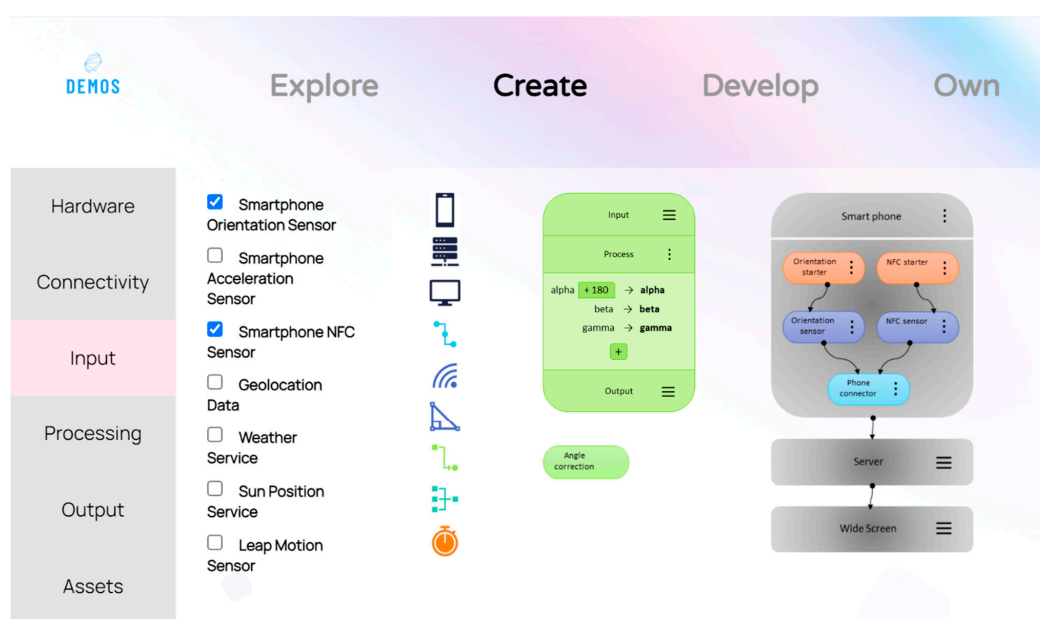 DEMOS
Explore
Create
Develop
Own
Hardware
Connectivity
Input
Processing
Output
Assets
Smartphone
Orientation Sensor
Smartphone
Acceleration
Sensor
Smartphone NFC
Sensor
Geolocation
Data
Weather
Service
Sun Position
Service
Leap Motion
Sensor
Input
Process
alpha +180 → alpha
beta → beta
gamma → gamma
+
Output
Angle
correction
Smart phone
Orientation
starter
NFC starter
Orientation
sensor
NFC sensor
Phone
connector
Server
Wide Screen